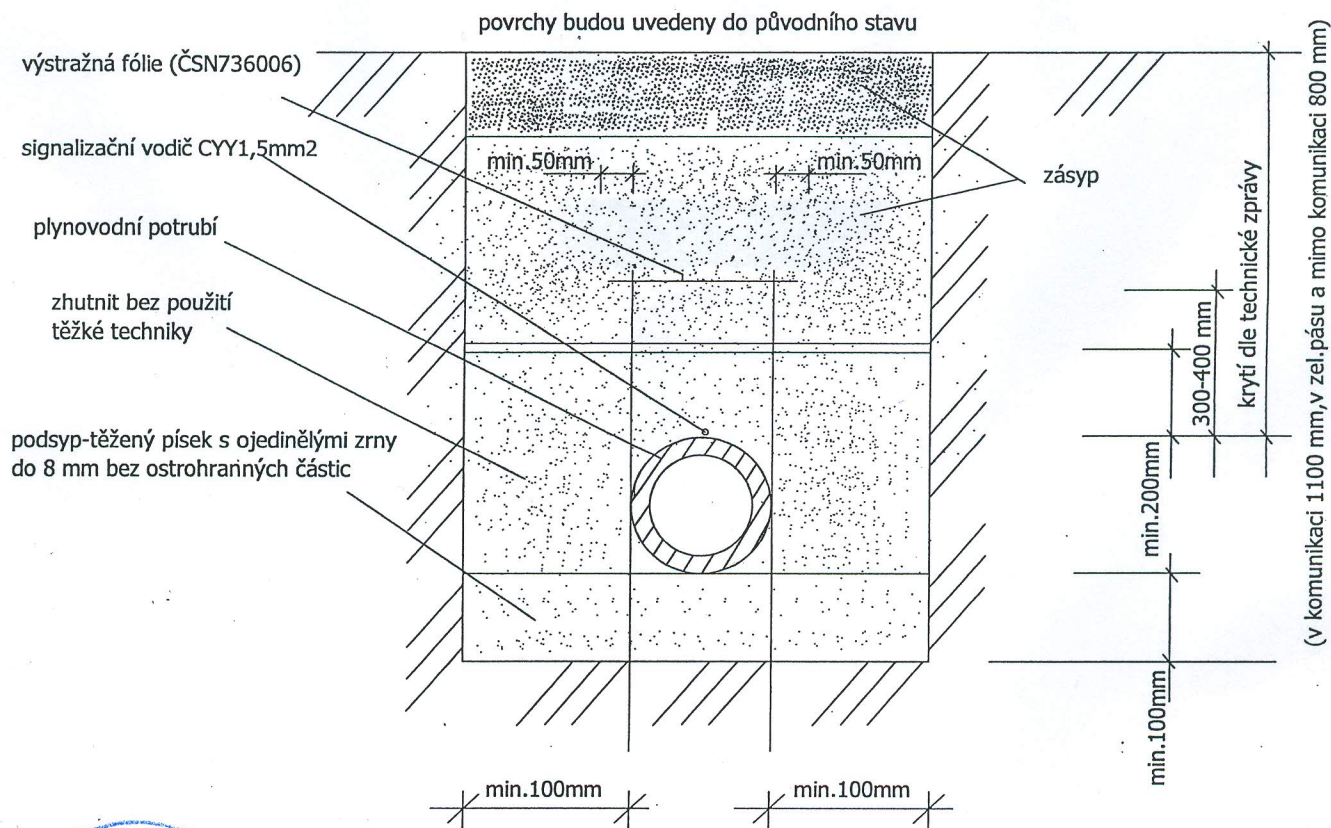 povrchy budou uvedeny do původního stavu
výstražná fólie (ČSN736006)
signalizační vodič CYY1,5mm2
min.50mm
min.50mm
zásyp
plynovodní potrubí
zhutnit bez použití
těžké techniky
podsyp-těžený písek s ojedinělými zrny
do 8 mm bez ostrohranných částic
min.200mm
300-400 mm
krytí dle technické zprávy
(v komunikaci 1100 mm,v zel.pásu a mimo komunikaci 800 mm)
min.100mm
min.100mm
min.100mm